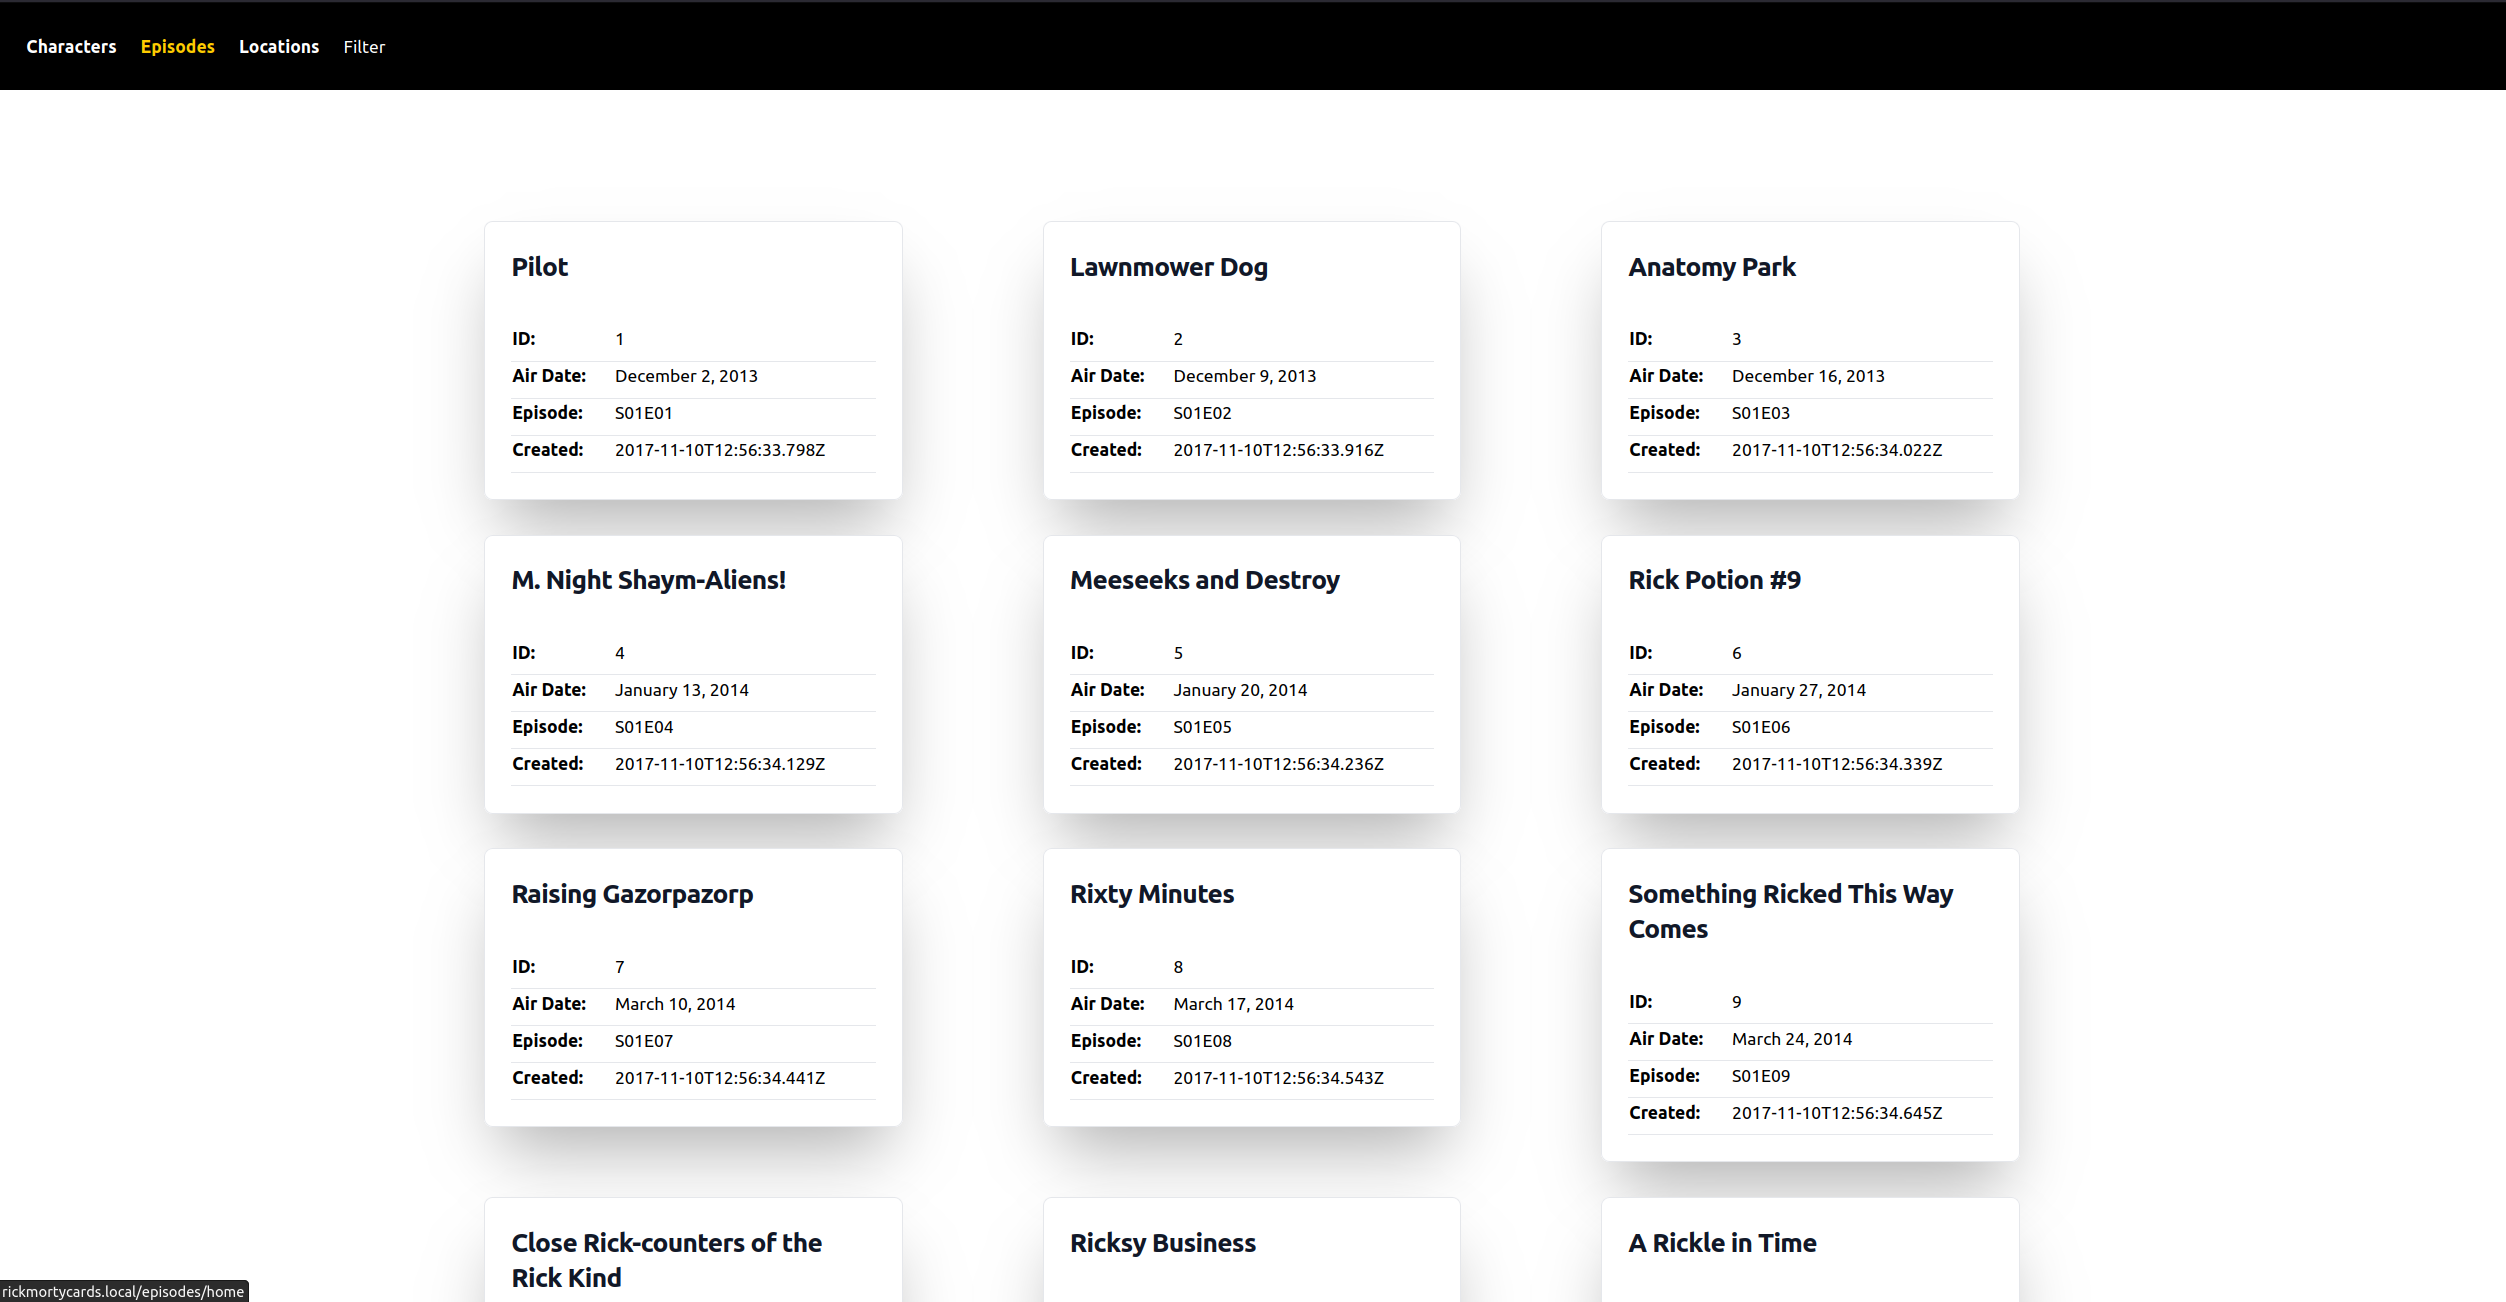 Characters Episodes Locations Filter
Pilot
ID: 1
Air Date: December 2, 2013
Episode: S01E01
Created: 2017-11-10T12:56:33.798Z
Lawnmower Dog
ID: 2
Air Date: December 9, 2013
Episode: S01E02
Created: 2017-11-10T12:56:33.916Z
Anatomy Park
ID: 3
Air Date: December 16, 2013
Episode: S01E03
Created: 2017-11-10T12:56:34.022Z
M. Night Shaym-Aliens!
ID: 4
Air Date: January 13, 2014
Episode: S01E04
Created: 2017-11-10T12:56:34.129Z
Meeseeks and Destroy
ID: 5
Air Date: January 20, 2014
Episode: S01E05
Created: 2017-11-10T12:56:34.236Z
Rick Potion #9
ID: 6
Air Date: January 27, 2014
Episode: S01E06
Created: 2017-11-10T12:56:34.339Z
Raising Gazorpazorp
ID: 7
Air Date: March 10, 2014
Episode: S01E07
Created: 2017-11-10T12:56:34.441Z
Rixty Minutes
ID: 8
Air Date: March 17, 2014
Episode: S01E08
Created: 2017-11-10T12:56:34.543Z
Something Ricked This Way
Comes
ID: 9
Air Date: March 24, 2014
Episode: S01E09
Created: 2017-11-10T12:56:34.645Z
Close Rick-counters of the
Rick Kind
Ricksy Business
A Rickle in Time
rickmortycards.local/episodes/home